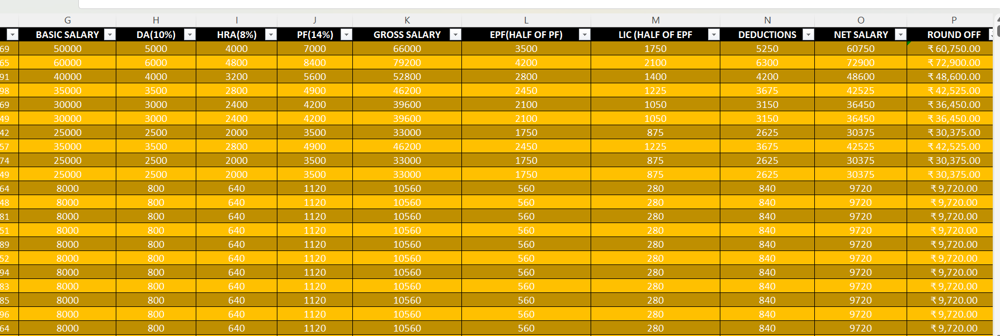 G H I J K L M N O P
BASIC SALARY DA(10%) HRA(8%) PF(14%) GROSS SALARY EPF(HALF OF PF) LIC (HALF OF EPF DEDUCTIONS NET SALARY ROUND OFF
69 50000 5000 4000 7000 66000 3500 1750 5250 60750 ₹ 60,750.00
65 60000 6000 4800 8400 79200 4200 2100 6300 72900 ₹ 72,900.00
91 40000 4000 3200 5600 52800 2800 1400 4200 48600 ₹ 48,600.00
98 35000 3500 2800 4900 46200 2450 1225 3675 42525 ₹ 42,525.00
69 30000 3000 2400 4200 39600 2100 1050 3150 36450 ₹ 36,450.00
49 30000 3000 2400 4200 39600 2100 1050 3150 36450 ₹ 36,450.00
42 25000 2500 2000 3500 33000 1750 875 2625 30375 ₹ 30,375.00
57 35000 3500 2800 4900 46200 2450 1225 3675 42525 ₹ 42,525.00
74 25000 2500 2000 3500 33000 1750 875 2625 30375 ₹ 30,375.00
49 25000 2500 2000 3500 33000 1750 875 2625 30375 ₹ 30,375.00
64 8000 800 640 1120 10560 560 280 840 9720 ₹ 9,720.00
48 8000 800 640 1120 10560 560 280 840 9720 ₹ 9,720.00
81 8000 800 640 1120 10560 560 280 840 9720 ₹ 9,720.00
51 8000 800 640 1120 10560 560 280 840 9720 ₹ 9,720.00
89 8000 800 640 1120 10560 560 280 840 9720 ₹ 9,720.00
52 8000 800 640 1120 10560 560 280 840 9720 ₹ 9,720.00
94 8000 800 640 1120 10560 560 280 840 9720 ₹ 9,720.00
83 8000 800 640 1120 10560 560 280 840 9720 ₹ 9,720.00
85 8000 800 640 1120 10560 560 280 840 9720 ₹ 9,720.00
96 8000 800 640 1120 10560 560 280 840 9720 ₹ 9,720.00
64 8000 800 640 1120 10560 560 280 840 9720 ₹ 9,720.00